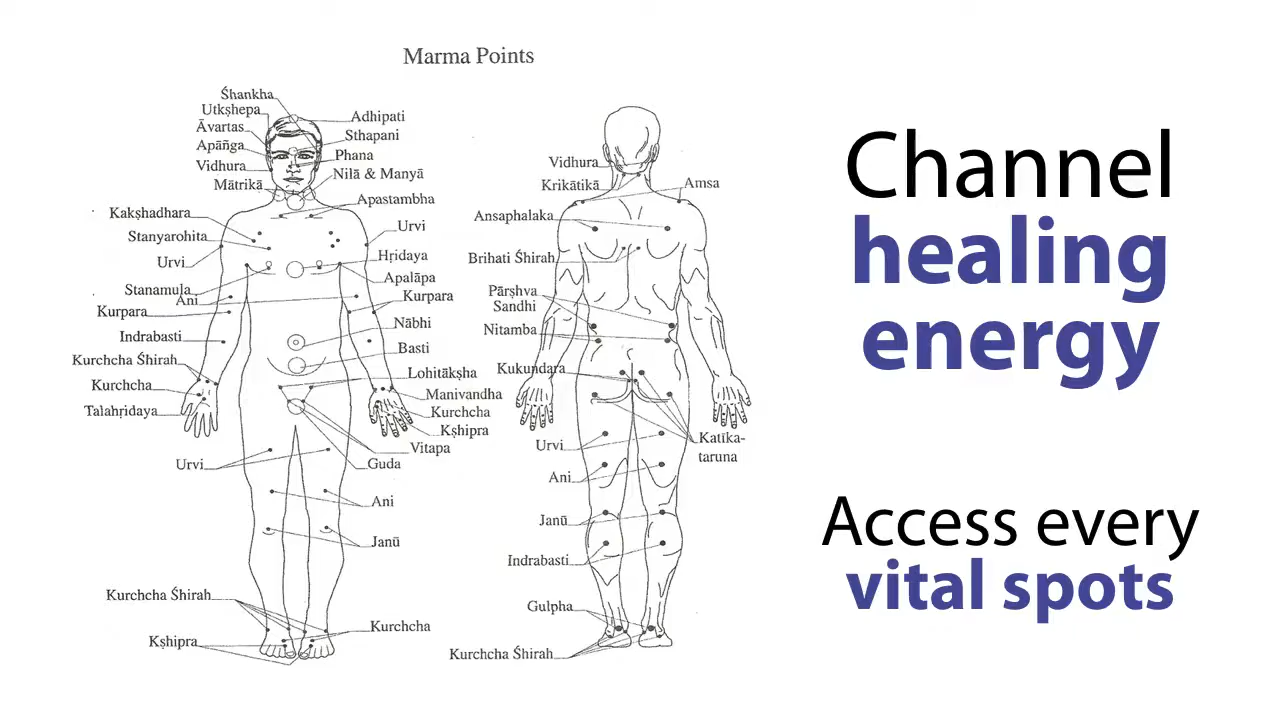 Marma Points
Śhankha
Utkṣhepa
Āvartas
Apāñga
Vidhura
Mātrikā
Adhipati
Sthapani
Phana
Nilā & Manyā
Apastambha
Kakṣhadhara
Stanyarohita
Urvi
Urvi
Hṛidaya
Apalāpa
Stanamula
Ani
Kurpara
Kurpara
Indrabasti
Nābhi
Basti
Kurchcha Śhirah
Kurchcha
Talahṛidaya
Lohitākṣha
Manivandha
Kurchcha
Kṣhipra
Vitapa
Guda
Urvi
Ani
Janū
Kurchcha Śhirah
Kṣhipra
Kurchcha
Vidhura
Krikātikā
Amsa
Ansaphalaka
Brihati Śhirah
Pārṣhva
Sandhi
Nitamba
Kukundara
Katīka-
taruna
Urvi
Ani
Janū
Indrabasti
Gulpha
Kurchcha Śhirah
Channel
healing
energy
Access every
vital spots